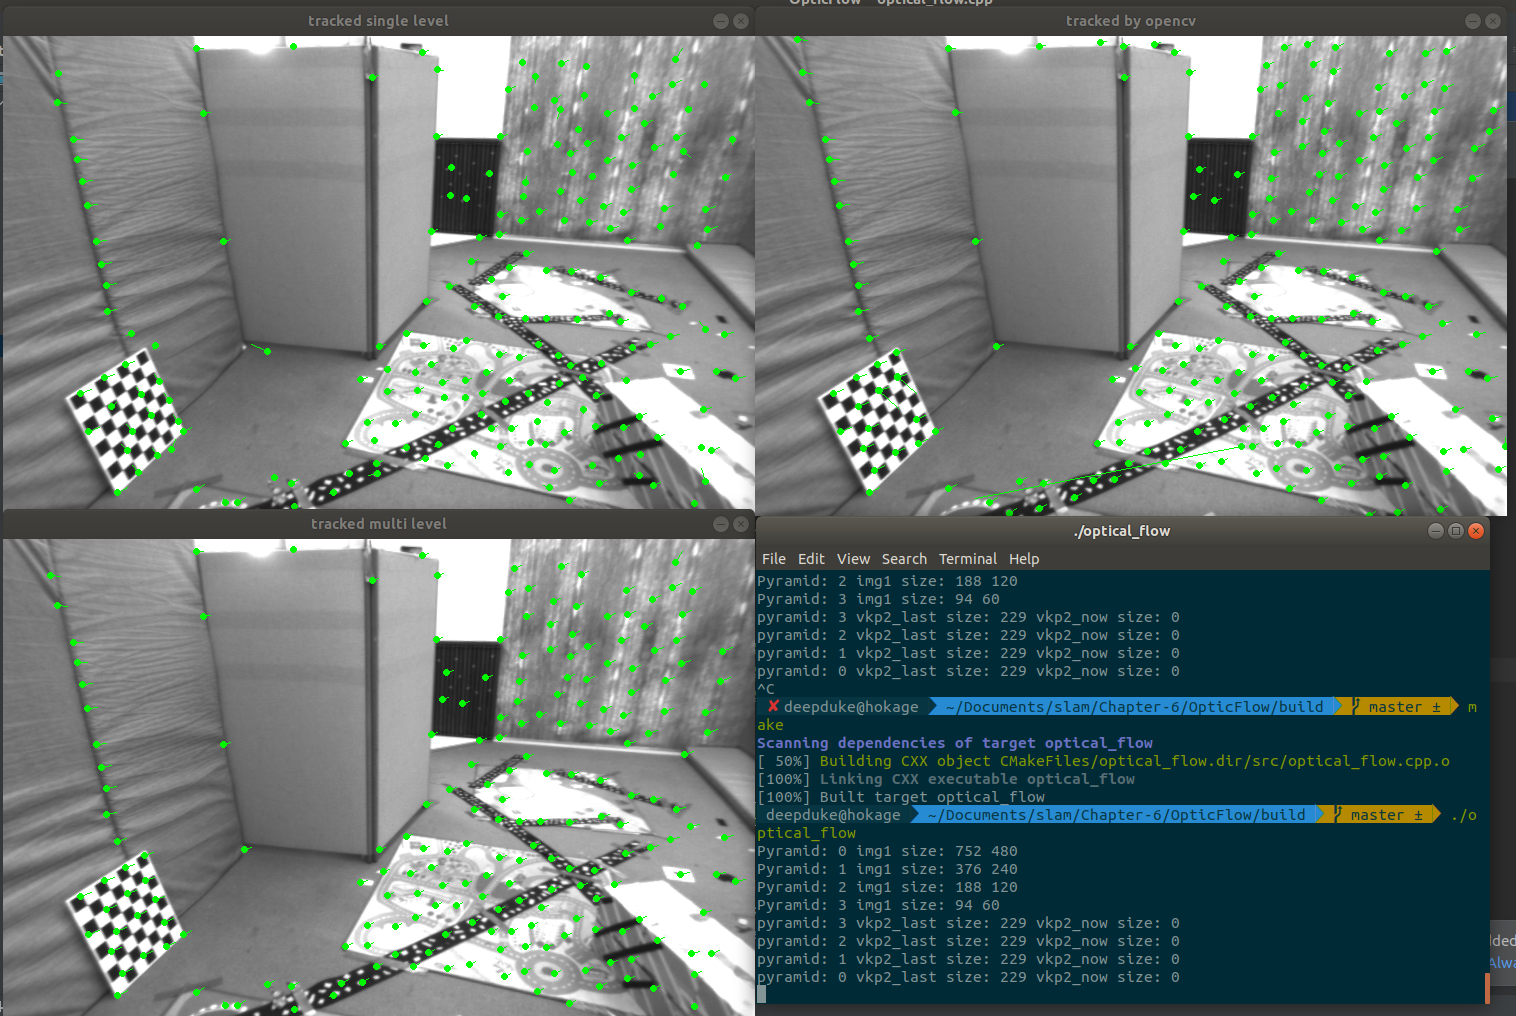 OpticFlow optical_flow.cpp
tracked single level
tracked by opencv
tracked multi level
./optical_flow
File Edit View Search Terminal Help
Pyramid: 2 img1 size: 188 120
Pyramid: 3 img1 size: 94 60
pyramid: 3 vkp2_last size: 229 vkp2_now size: 0
pyramid: 2 vkp2_last size: 229 vkp2_now size: 0
pyramid: 1 vkp2_last size: 229 vkp2_now size: 0
pyramid: 0 vkp2_last size: 229 vkp2_now size: 0
^C
✘ deepduke@hokage ~/Documents/slam/Chapter-6/OpticFlow/build master ± m
ake
Scanning dependencies of target optical_flow
[ 50%] Building CXX object CMakeFiles/optical_flow.dir/src/optical_flow.cpp.o
[100%] Linking CXX executable optical_flow
[100%] Built target optical_flow
deepduke@hokage ~/Documents/slam/Chapter-6/OpticFlow/build master ± ./o
ptical_flow
Pyramid: 0 img1 size: 752 480
Pyramid: 1 img1 size: 376 240
Pyramid: 2 img1 size: 188 120
Pyramid: 3 img1 size: 94 60
pyramid: 3 vkp2_last size: 229 vkp2_now size: 0
pyramid: 2 vkp2_last size: 229 vkp2_now size: 0
pyramid: 1 vkp2_last size: 229 vkp2_now size: 0
pyramid: 0 vkp2_last size: 229 vkp2_now size: 0